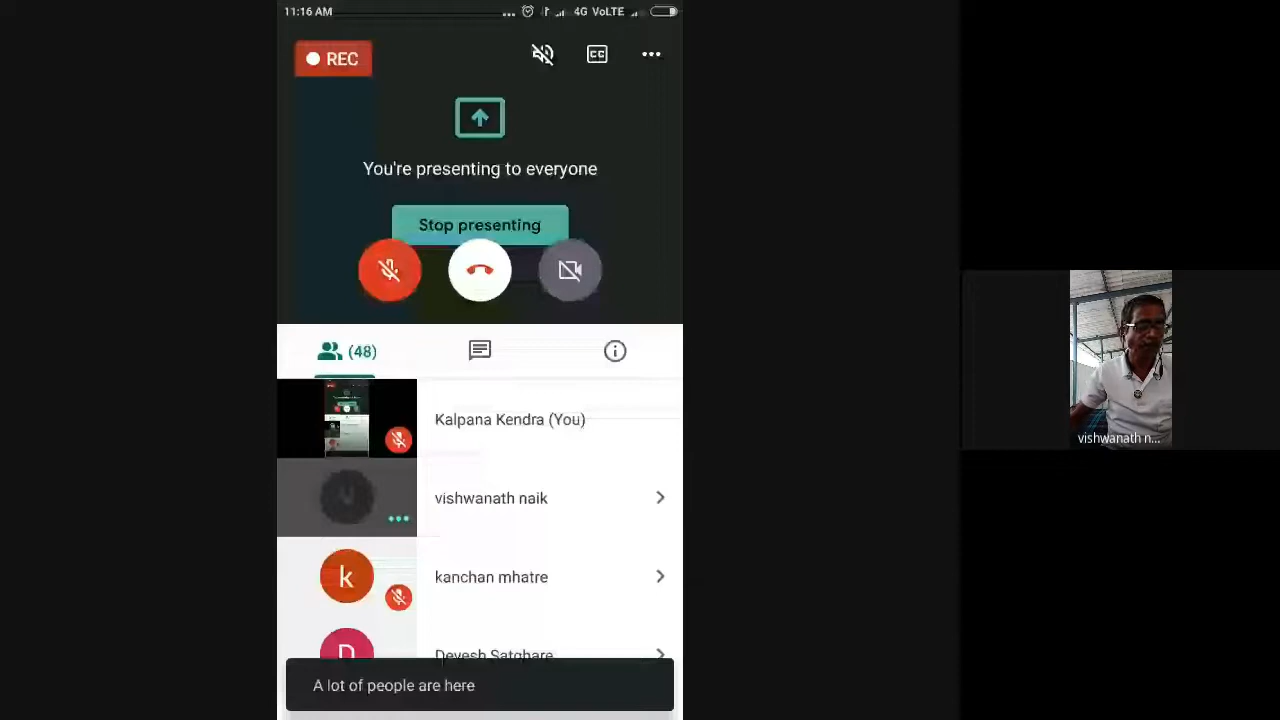 11:16 AM
4G VoLTE
REC
CC
You're presenting to everyone
Stop presenting
(48)
Kalpana Kendra (You)
vishwanath naik
k
kanchan mhatre
D
Devesh Satghare
A lot of people are here
vishwanath n...